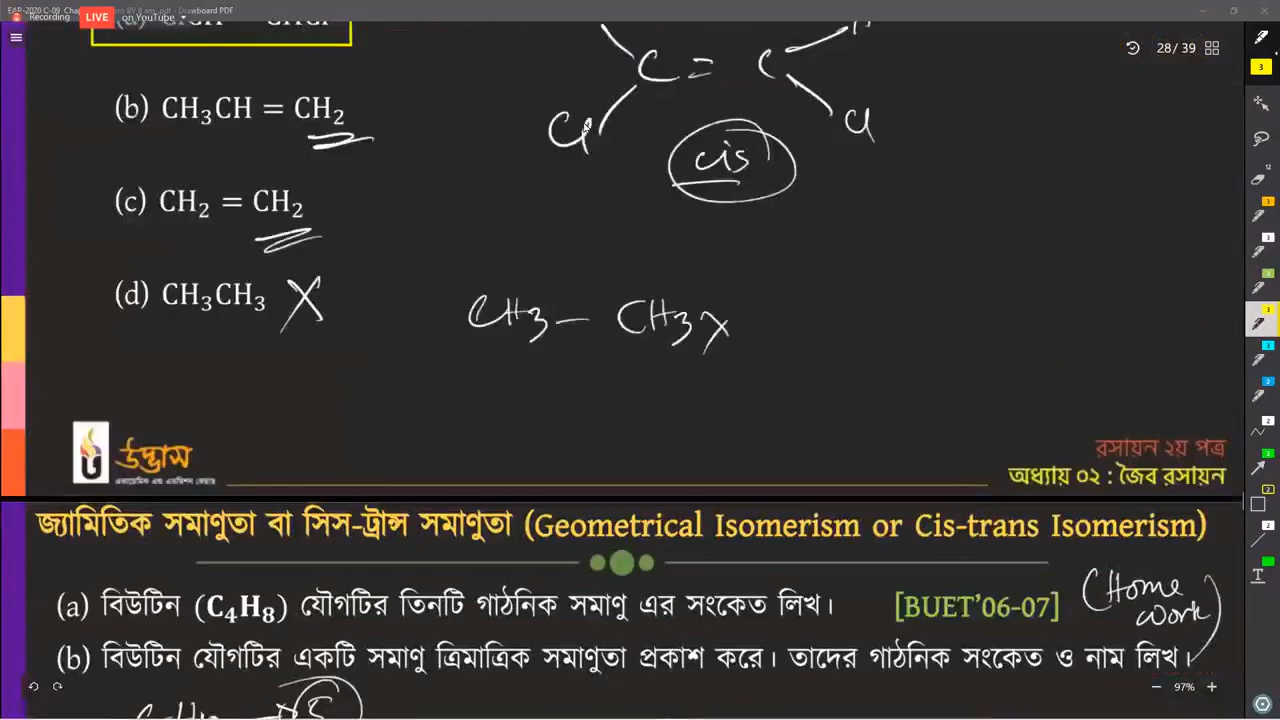 Recording
LIVE
on YouTube
28/39
C = C
Cl
Cl
cis
(b) CH₃CH = CH₂
(c) CH₂ = CH₂
(d) CH₃CH₃ X
CH3 – CH3 x
উদ্ভাস
রসায়ন ২য় পত্র
অধ্যায় ০২ : জৈব রসায়ন
জ্যামিতিক সমাণুতা বা সিস-ট্রান্স সমাণুতা (Geometrical Isomerism or Cis-trans Isomerism)
(a) বিউটিন (C₄H₈) যৌগটির তিনটি গাঠনিক সমাণু এর সংকেত লিখ। [BUET'06-07]
(Home work)
(b) বিউটিন যৌগটির একটি সমাণু ত্রিমাত্রিক সমাণুতা প্রকাশ করে। তাদের গাঠনিক সংকেত ও নাম লিখ।
97%